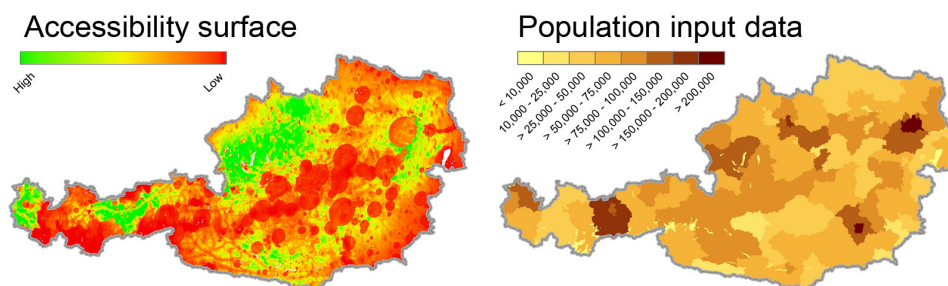 Accessibility surface
High
Low
Population input data
< 10,000
10,000 - 25,000
> 25,000 - 50,000
> 50,000 - 75,000
> 75,000 - 100,000
> 100,000 - 150,000
> 150,000 - 200,000
> 200,000